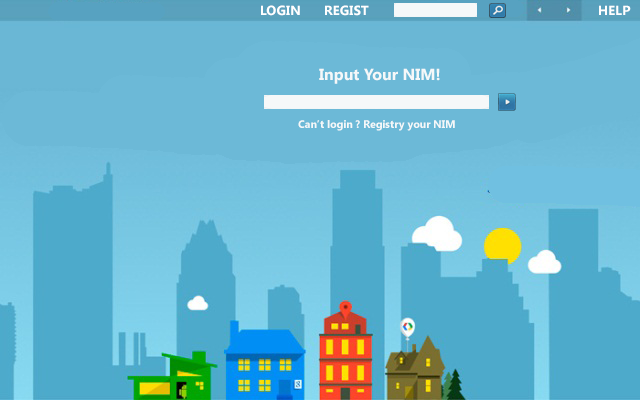 LOGIN REGIST HELP
Input Your NIM!
Can't login ? Registry your NIM